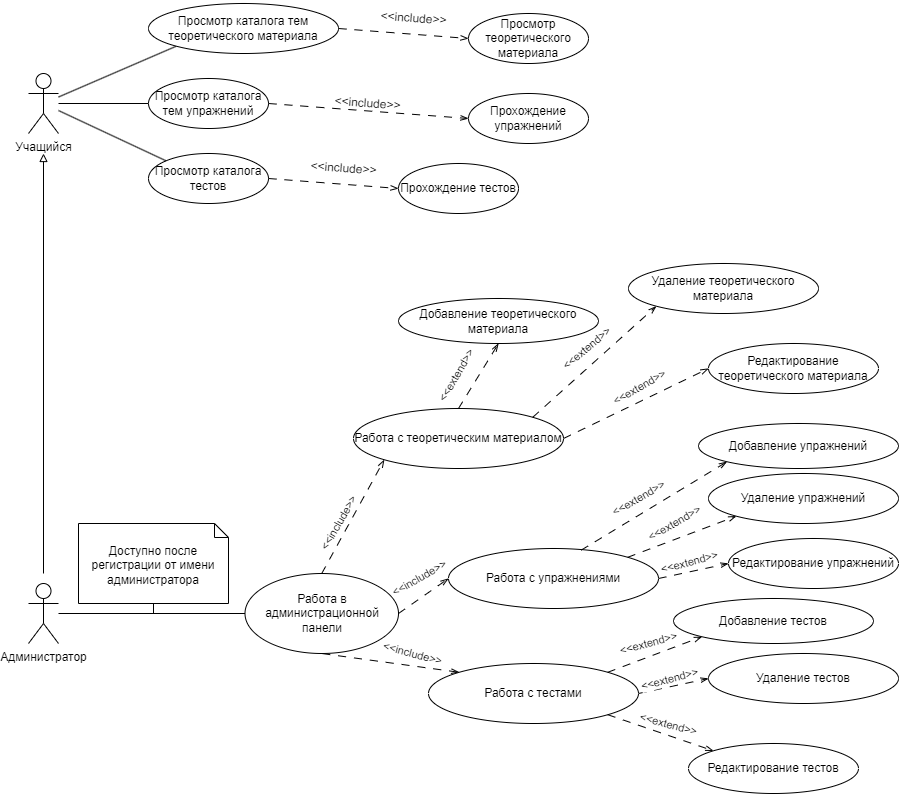 Просмотр каталога тем
теоретического материала
<<include>>
Просмотр
теоретического
материала
Просмотр каталога
тем упражнений
<<include>>
Прохождение
упражнений
Учащийся
Просмотр каталога
тестов
<<include>>
Прохождение тестов
Удаление теоретического
материала
Добавление теоретического
материала
<<extend>>
<<extend>>
Редактирование
теоретического материала
<<extend>>
Работа с теоретическим материалом
Добавление упражнений
<<extend>>
Удаление упражнений
<<include>>
<<extend>>
Доступно после
регистрации от имени
администратора
Редактирование упражнений
<<extend>>
Работа с упражнениями
<<include>>
Работа в
администрационной
панели
Добавление тестов
<<extend>>
Администратор
<<include>>
Удаление тестов
<<extend>>
Работа с тестами
<<extend>>
Редактирование тестов